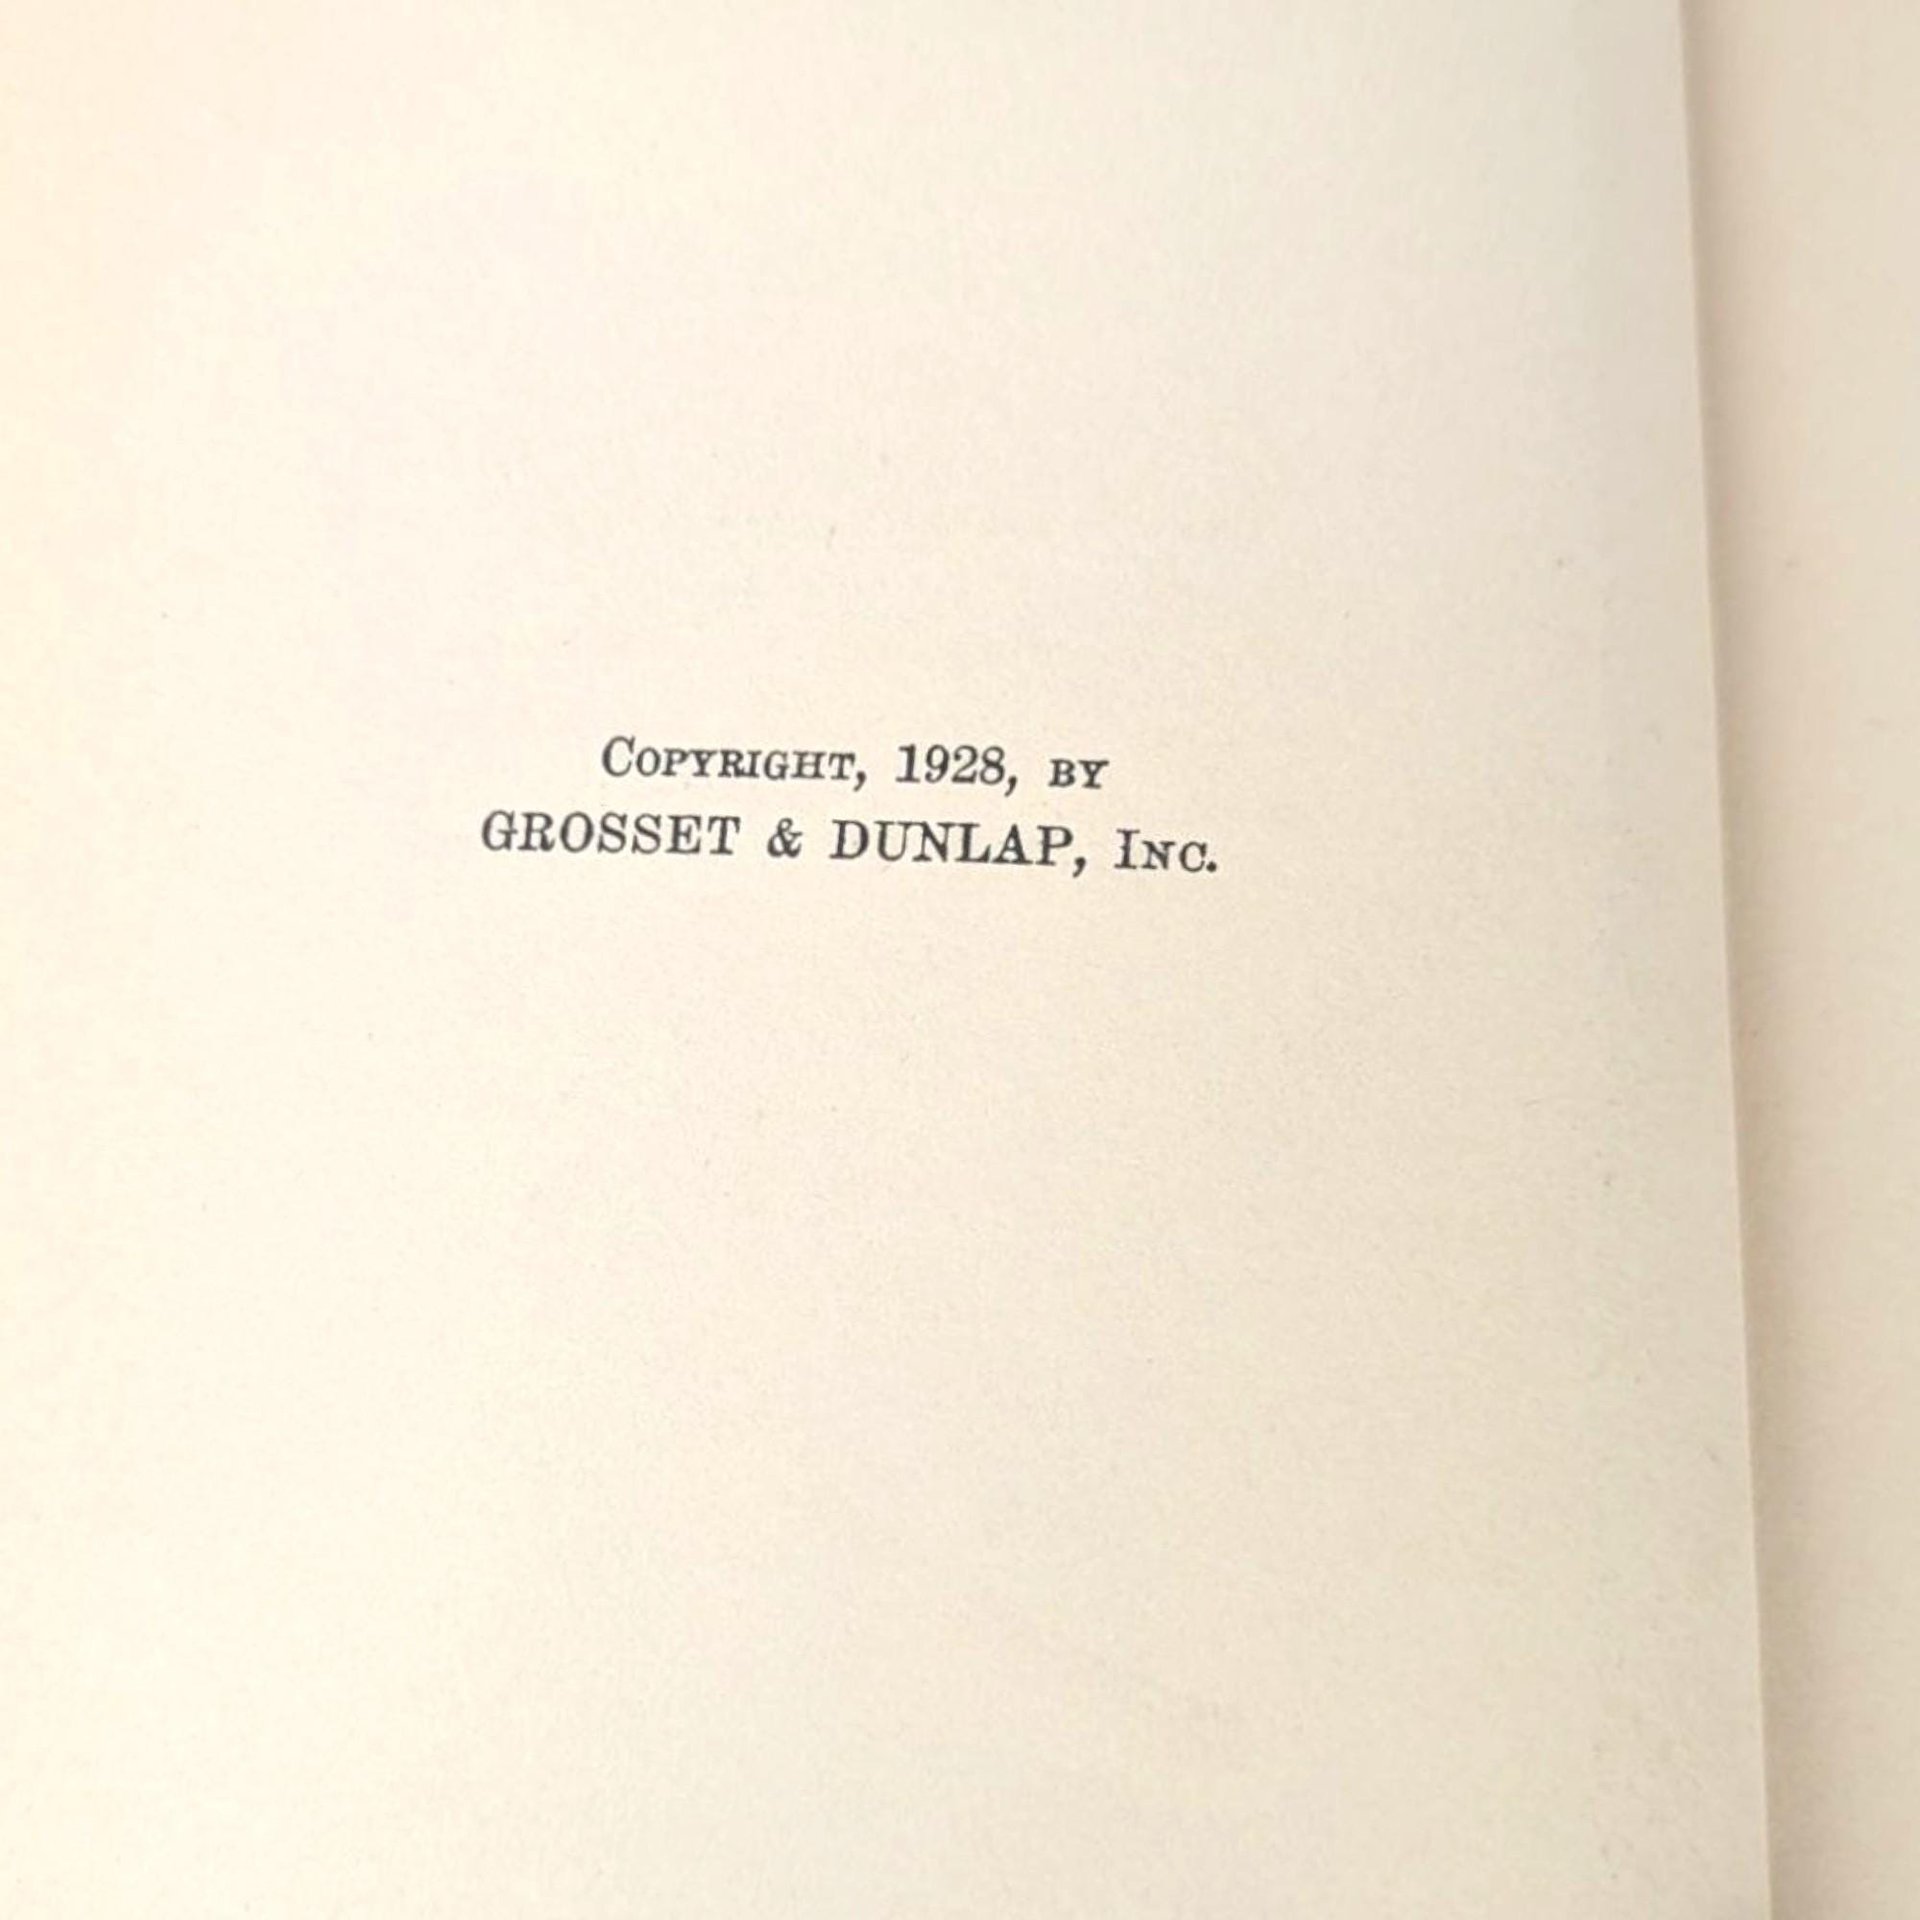 Copyright, 1928, by
GROSSET & DUNLAP, Inc.